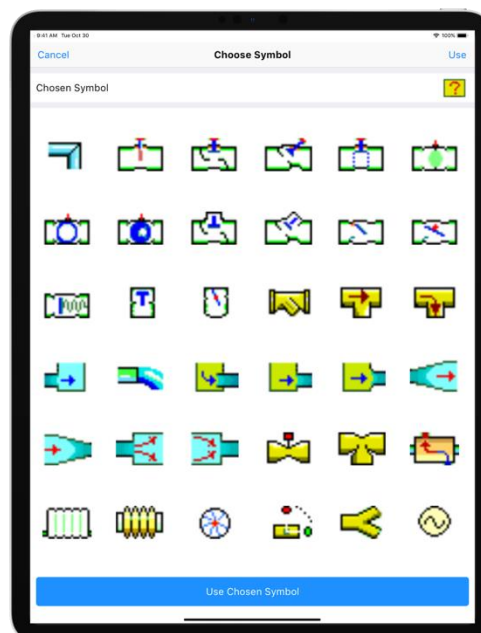 9:41 AM Tue Oct 30
100%
Cancel
Choose Symbol
Use
Chosen Symbol
?
Use Chosen Symbol